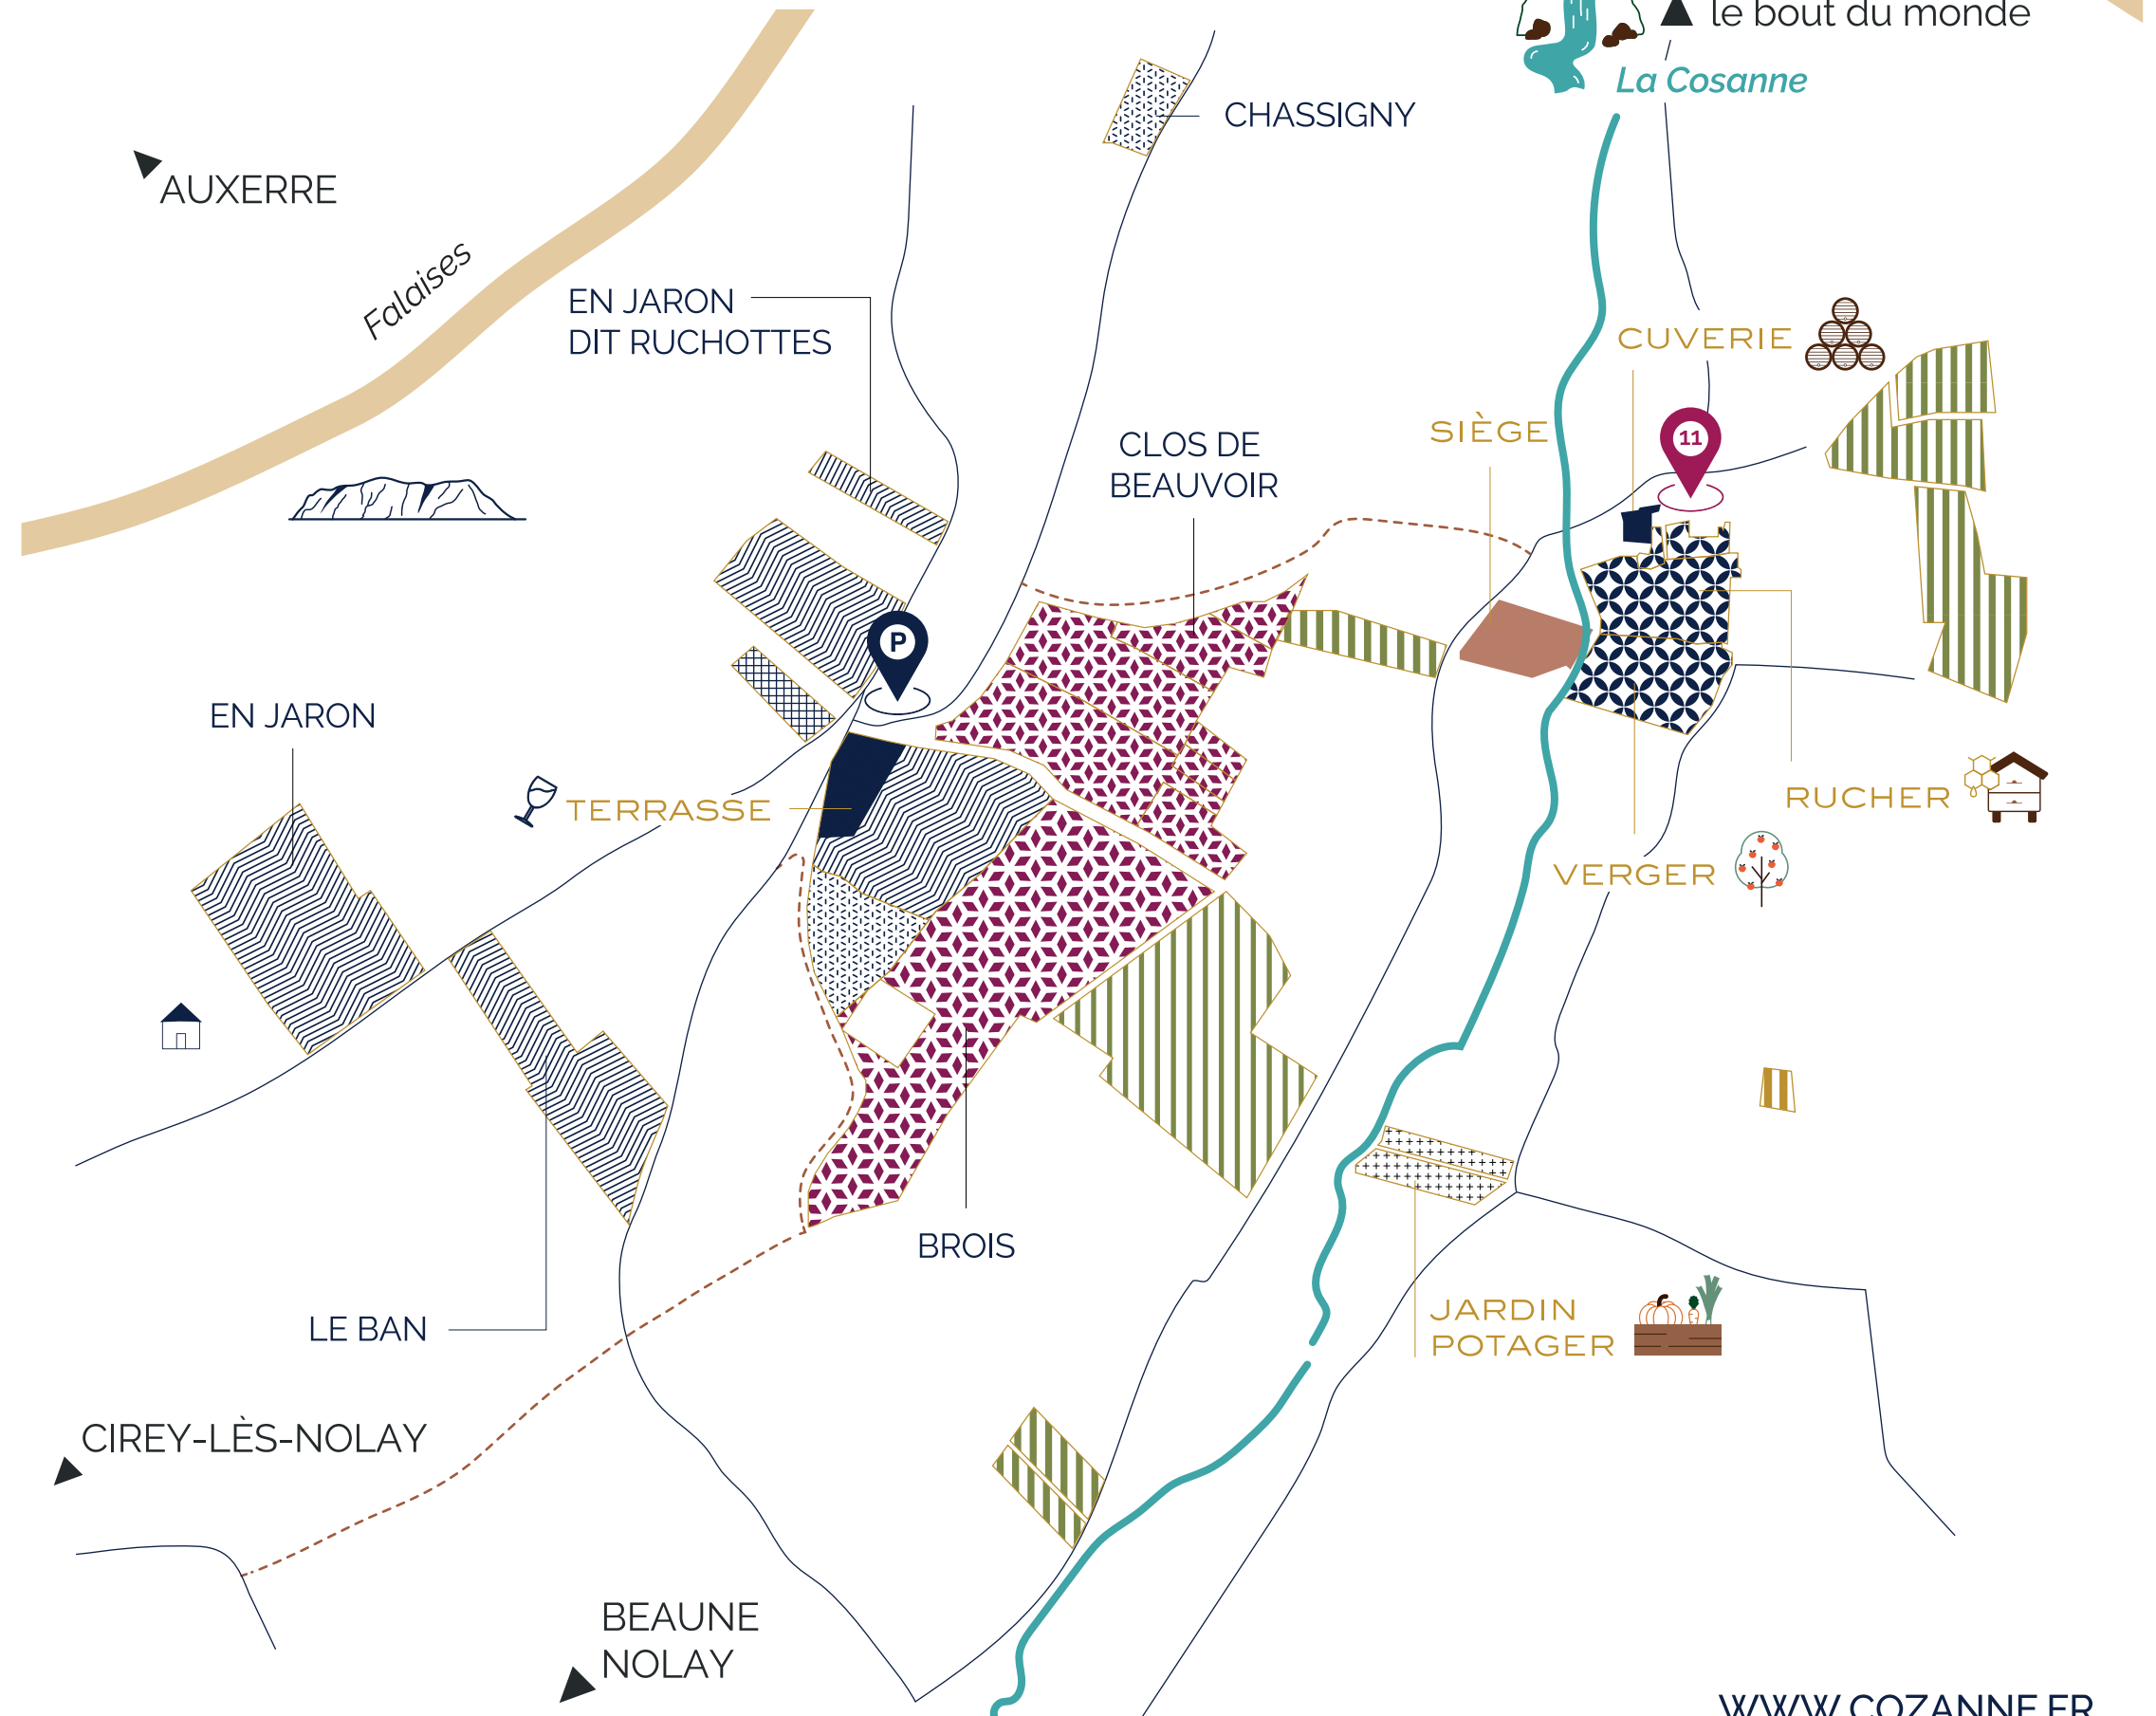 le bout du monde
La Cosanne
CHASSIGNY
AUXERRE
Falaises
EN JARON
DIT RUCHOTTES
CUVERIE
SIÈGE
11
CLOS DE
BEAUVOIR
P
EN JARON
TERRASSE
RUCHER
VERGER
BROIS
LE BAN
JARDIN
POTAGER
CIREY-LÈS-NOLAY
BEAUNE
NOLAY
WWW.COZANNE.FR